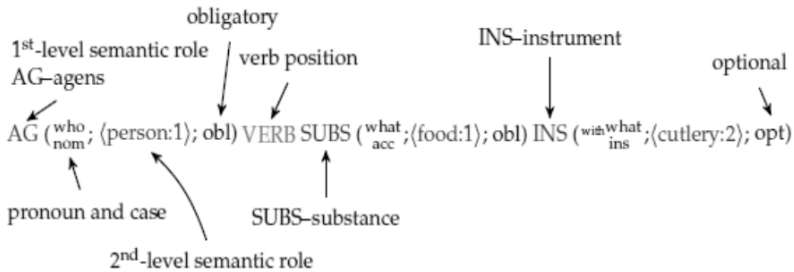 obligatory
1st-level semantic role
AG–agens
verb position
INS–instrument
optional
AG (who nom; ⟨person:1⟩; obl) VERB SUBS (what acc;⟨food:1⟩; obl) INS (with what ins;⟨cutlery:2⟩; opt)
pronoun and case
SUBS–substance
2nd-level semantic role